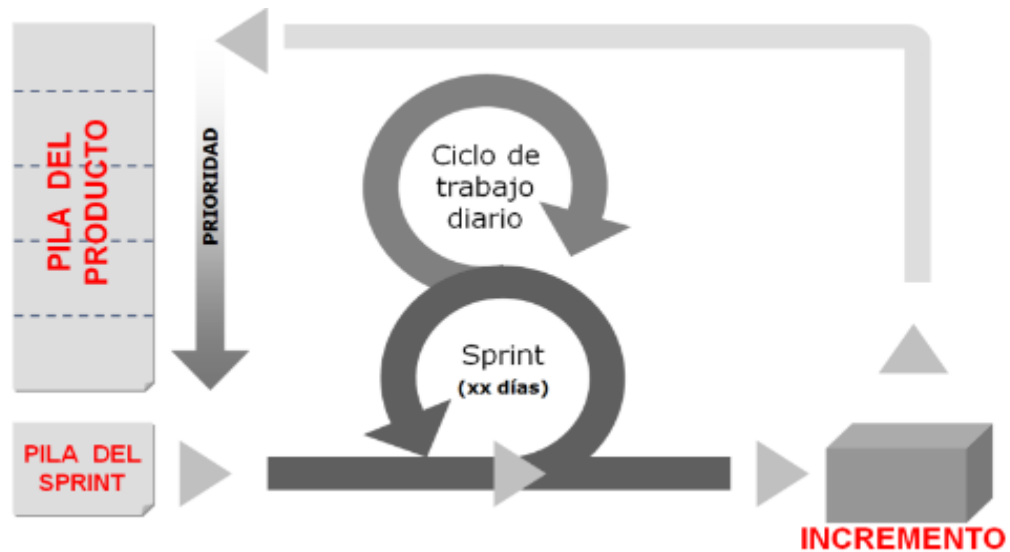 PILA DEL
PRODUCTO
PRIORIDAD
Ciclo de
trabajo
diario
Sprint
(xx días)
PILA DEL
SPRINT
INCREMENTO